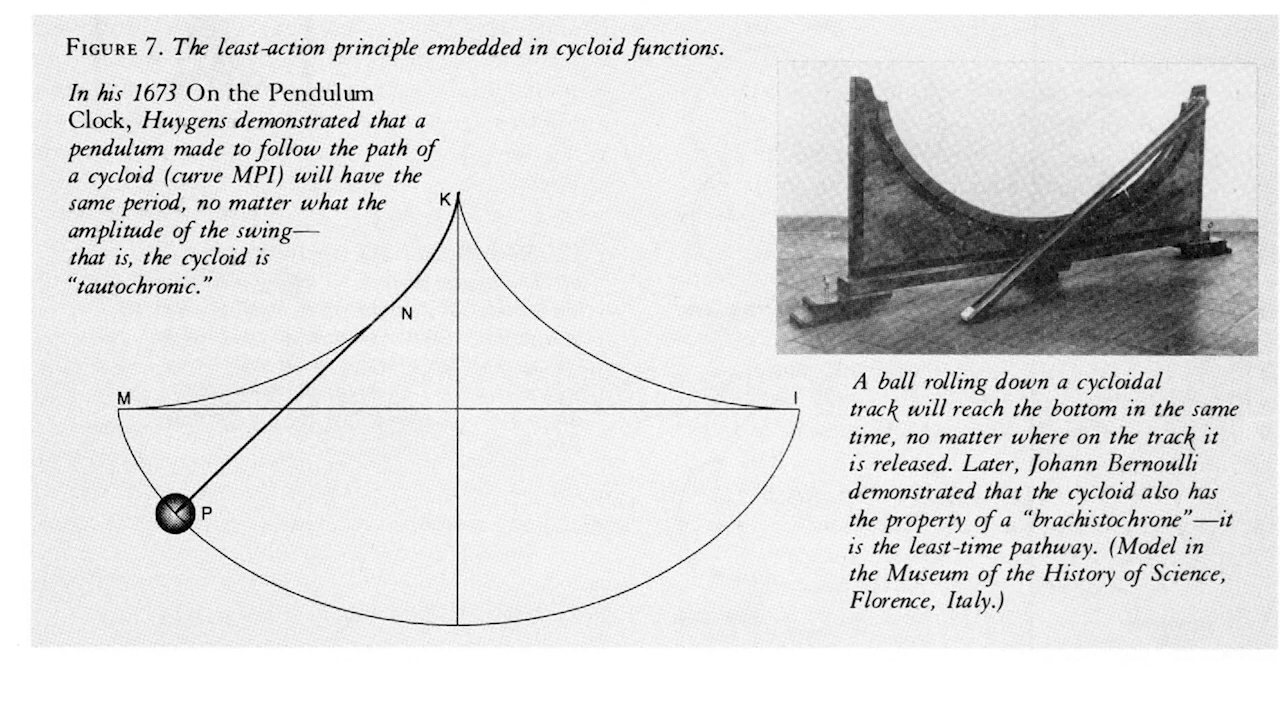 FIGURE 7. The least-action principle embedded in cycloid functions.
In his 1673 On the Pendulum
Clock, Huygens demonstrated that a
pendulum made to follow the path of
a cycloid (curve MPI) will have the
same period, no matter what the
amplitude of the swing—
that is, the cycloid is
“tautochronic.”
K
N
M
I
P
A ball rolling down a cycloidal
track will reach the bottom in the same
time, no matter where on the track it
is released. Later, Johann Bernoulli
demonstrated that the cycloid also has
the property of a “brachistochrone”—it
is the least-time pathway. (Model in
the Museum of the History of Science,
Florence, Italy.)